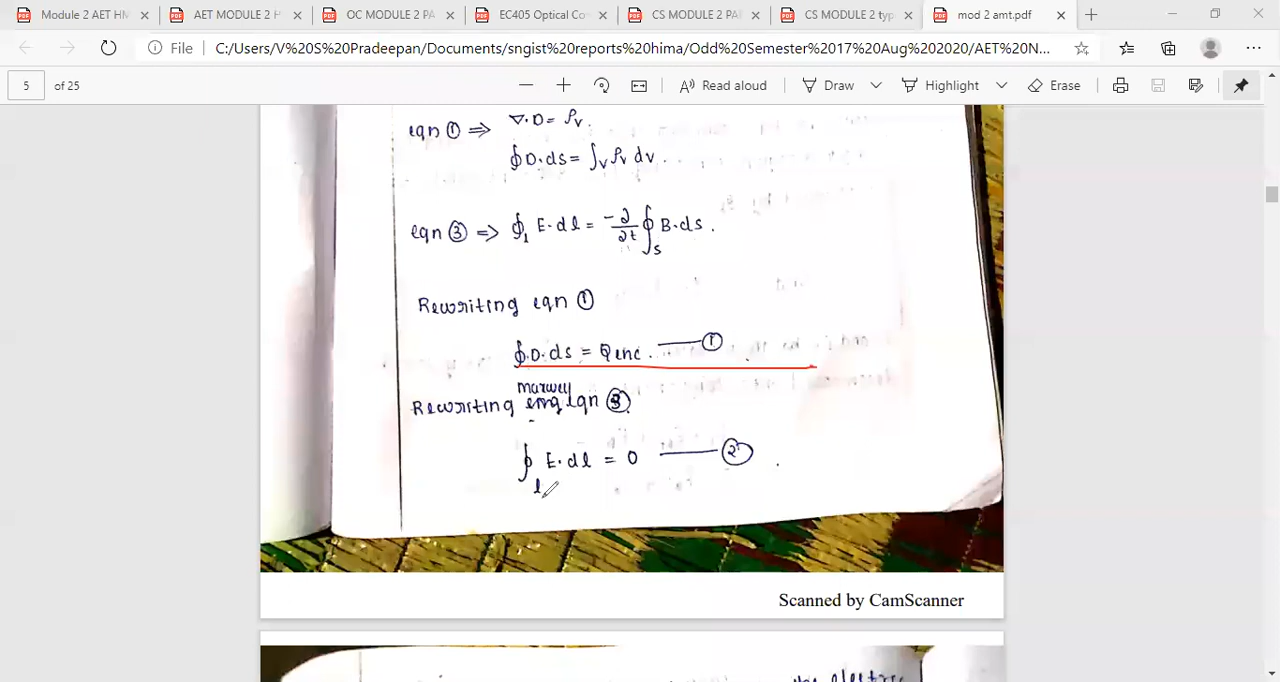 Module 2 AET HM
AET MODULE 2 H
OC MODULE 2 PA
EC405 Optical Co
CS MODULE 2 PA
CS MODULE 2 typ
mod 2 amt.pdf
File
C:/Users/V%20S%20Pradeepan/Documents/sngist%20reports%20hima/Odd%20Semester%2017%20Aug%202020/AET%20N...
5 of 25
Read aloud
Draw
Highlight
Erase
eqn ① ⇒ ∇·D = ρv.
∮D·ds = ∫v ρv dv.
eqn ③ ⇒ ∮l E·dl = -∂/∂t ∮s B·ds.
Rewriting eqn ①
∮D·ds = Qenc. — ①
maxwell
Rewriting eqn ③.
∮l E·dl = 0 — ②
Scanned by CamScanner